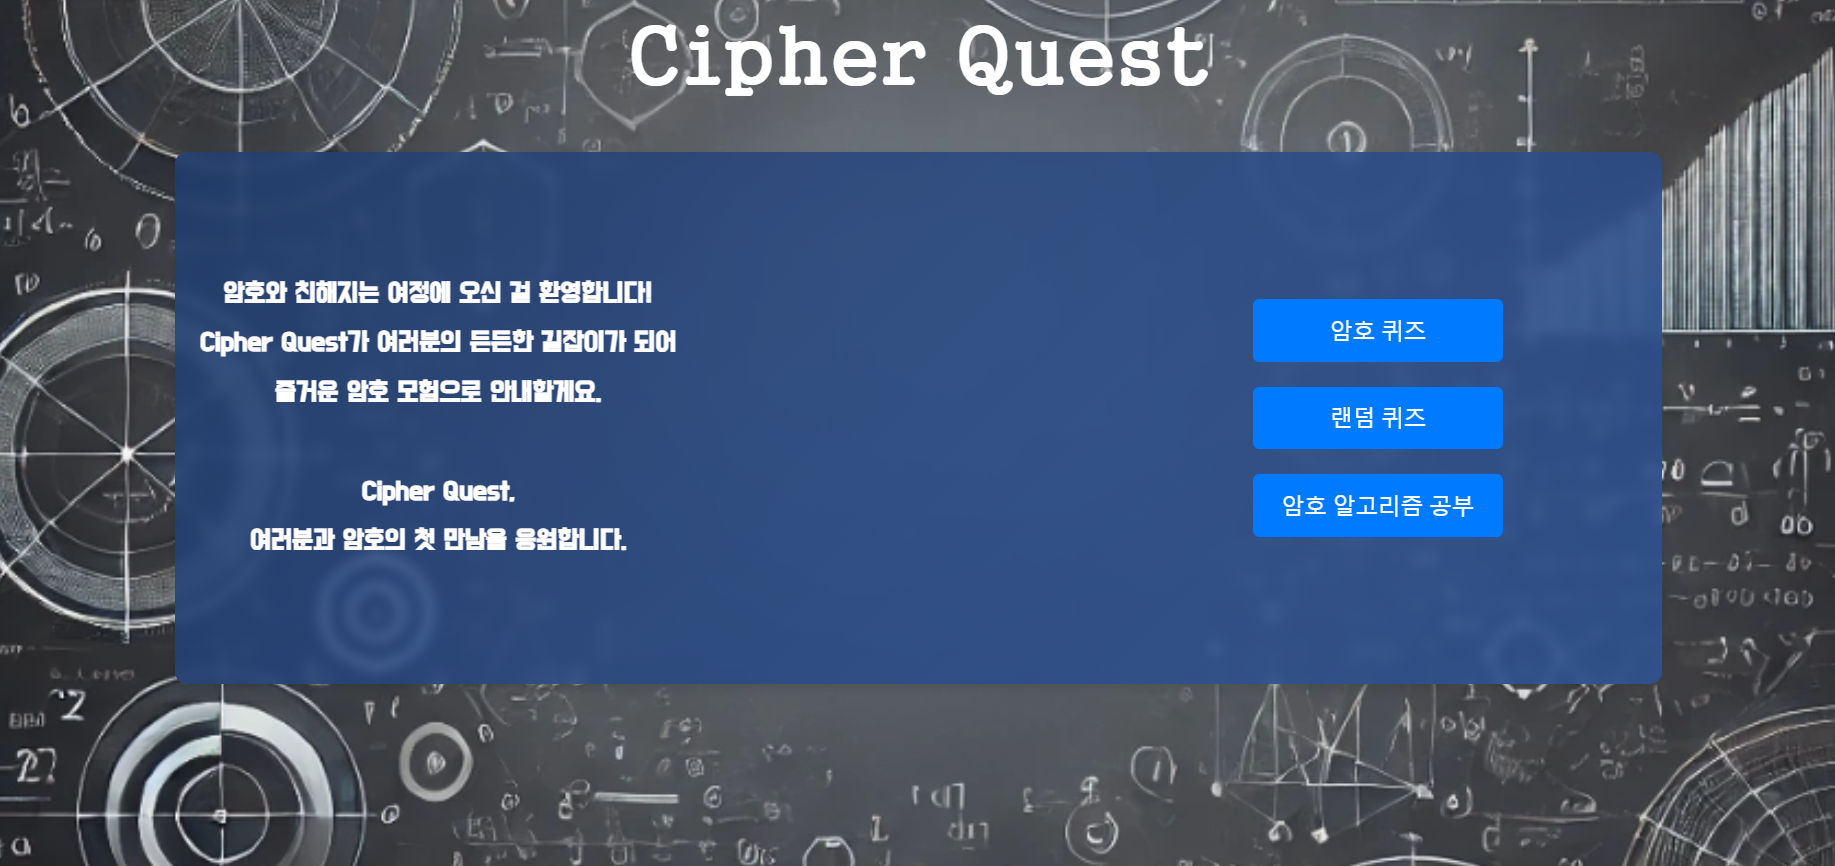 Cipher Quest
암호와 친해지는 여정에 오신 걸 환영합니다!
Cipher Quest가 여러분의 든든한 길잡이가 되어
즐거운 암호 모험으로 안내할게요.
Cipher Quest,
여러분과 암호의 첫 만남을 응원합니다.
암호 퀴즈
랜덤 퀴즈
암호 알고리즘 공부